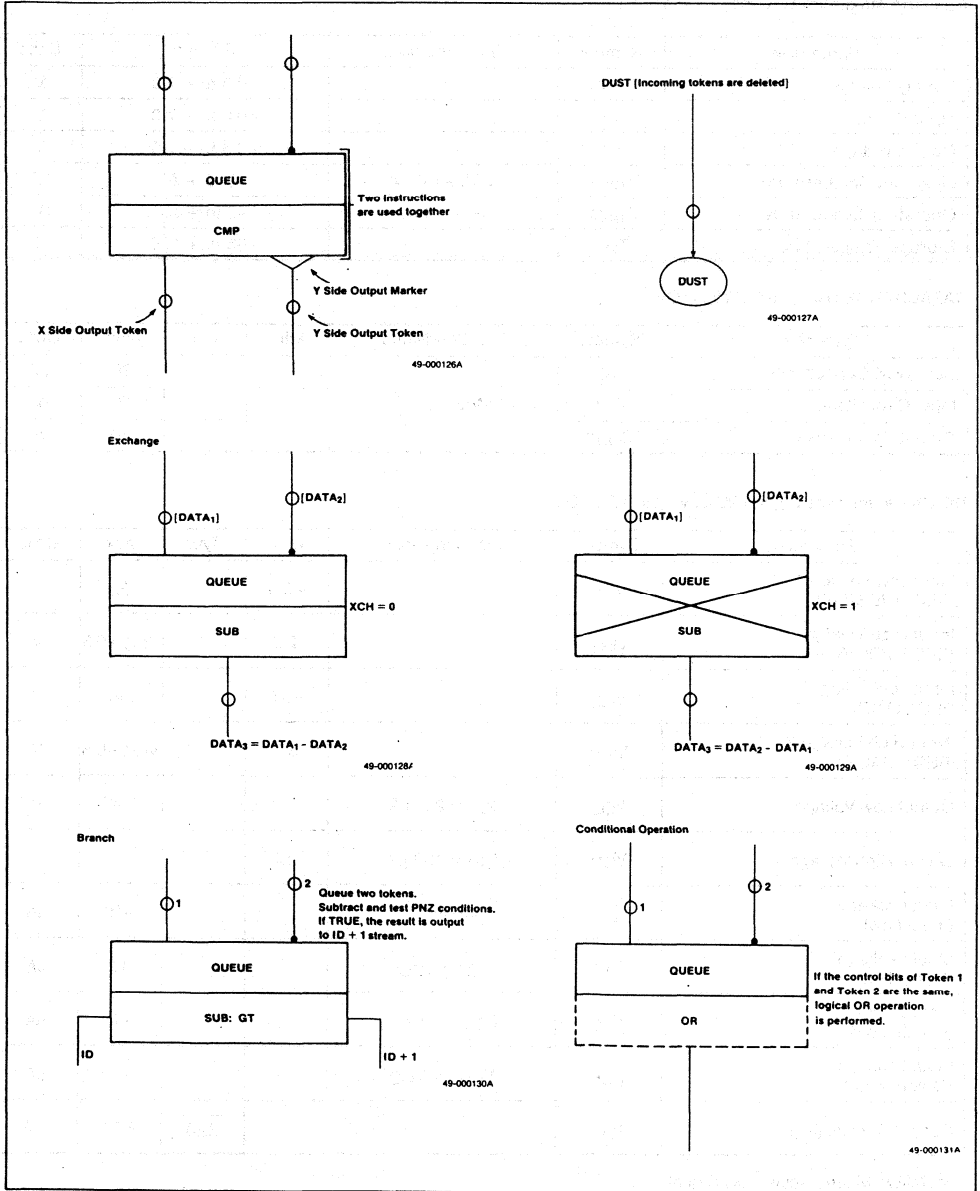 DUST [Incoming tokens are deleted]
QUEUE
CMP
Two instructions
are used together
Y Side Output Marker
X Side Output Token
Y Side Output Token
49-000126A
DUST
49-000127A
Exchange
[DATA₁]
[DATA₂]
QUEUE
SUB
XCH = 0
DATA₃ = DATA₁ - DATA₂
49-000128A
[DATA₁]
[DATA₂]
QUEUE
SUB
XCH = 1
DATA₃ = DATA₂ - DATA₁
49-000129A
Branch
1
2
Queue two tokens.
Subtract and test PNZ conditions.
If TRUE, the result is output
to ID + 1 stream.
QUEUE
SUB: GT
ID
ID + 1
49-000130A
Conditional Operation
1
2
QUEUE
OR
If the control bits of Token 1
and Token 2 are the same,
logical OR operation
is performed.
49-000131A